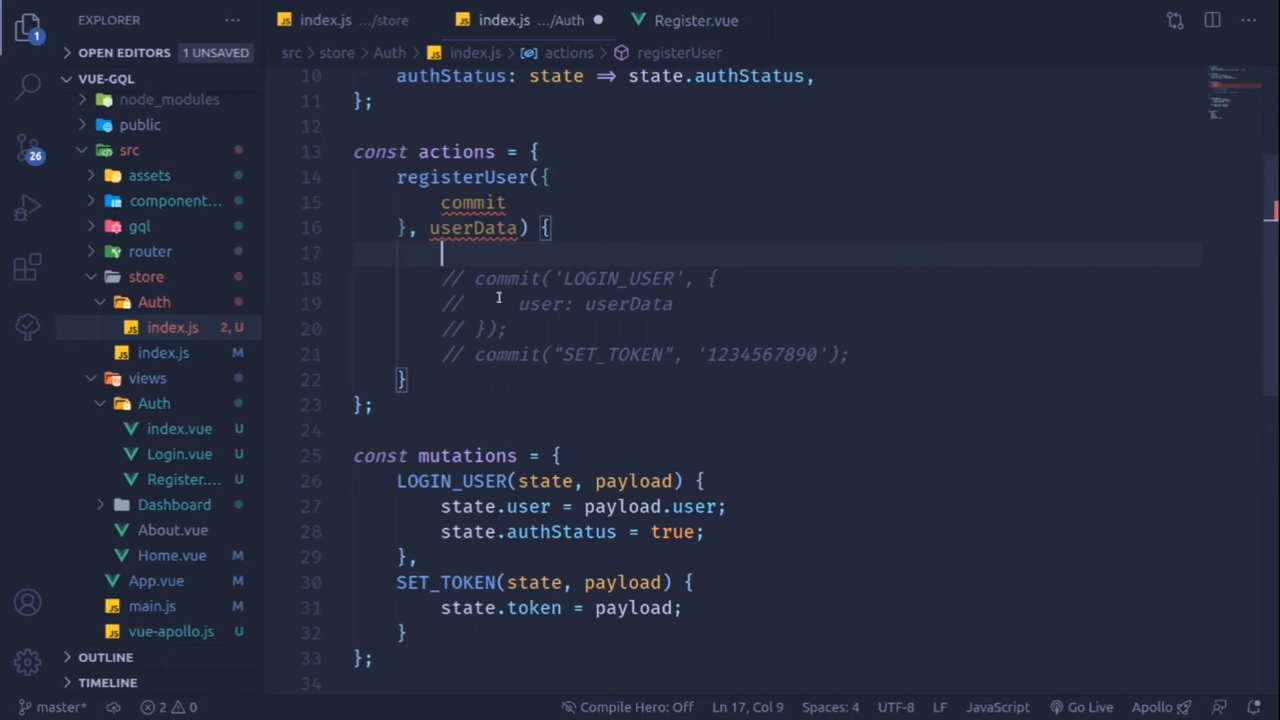 EXPLORER
index.js .../store
index.js .../Auth
Register.vue
OPEN EDITORS 1 UNSAVED
src > store > Auth > index.js > actions > registerUser
VUE-GQL
node_modules
public
src
assets
component...
gql
router
store
Auth
index.js 2, U
index.js M
views
Auth
index.vue U
Login.vue U
Register.... U
Dashboard
About.vue
Home.vue M
App.vue M
main.js M
vue-apollo.js U
OUTLINE
TIMELINE
1
26
10 authStatus: state => state.authStatus,
11 };
12
13 const actions = {
14 registerUser({
15 commit
16 }, userData) {
17
18 // commit('LOGIN_USER', {
19 // user: userData
20 // });
21 // commit("SET_TOKEN", '1234567890');
22 }
23 };
24
25 const mutations = {
26 LOGIN_USER(state, payload) {
27 state.user = payload.user;
28 state.authStatus = true;
29 },
30 SET_TOKEN(state, payload) {
31 state.token = payload;
32 }
33 };
34
master* 2 0 Compile Hero: Off Ln 17, Col 9 Spaces: 4 UTF-8 LF JavaScript Go Live Apollo